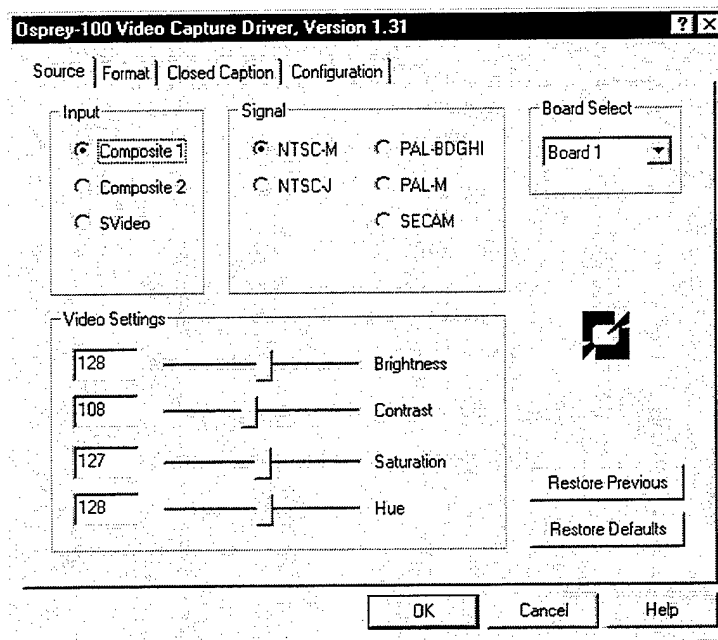 Osprey-100 Video Capture Driver, Version 1.31
Source Format Closed Caption Configuration
Input
Composite 1
Composite 2
SVideo
Signal
NTSC-M PAL-BDGHI
NTSC-J PAL-M
SECAM
Board Select
Board 1
Video Settings
128 Brightness
108 Contrast
127 Saturation
128 Hue
Restore Previous
Restore Defaults
OK Cancel Help